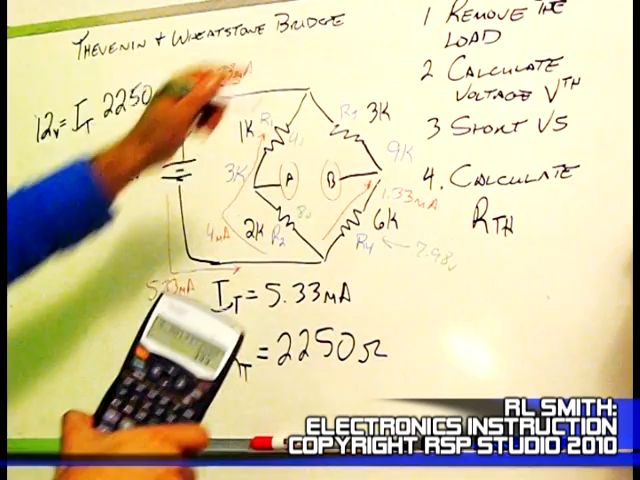 THEVENIN + WHEATSTONE BRIDGE
1 REMOVE THE
LOAD
2 CALCULATE
VOLTAGE VTH
3 SHORT VS
4. CALCULATE
RTH
12V = IT 2250
1K R1
4V
R3 3K
3K
9K
A
B
1.33MA
4MA
2K R2
8V
6K
R4
7.98V
5.33MA
IT = 5.33MA
= 2250Ω
RL SMITH:
ELECTRONICS INSTRUCTION
COPYRIGHT RSP STUDIO 2010